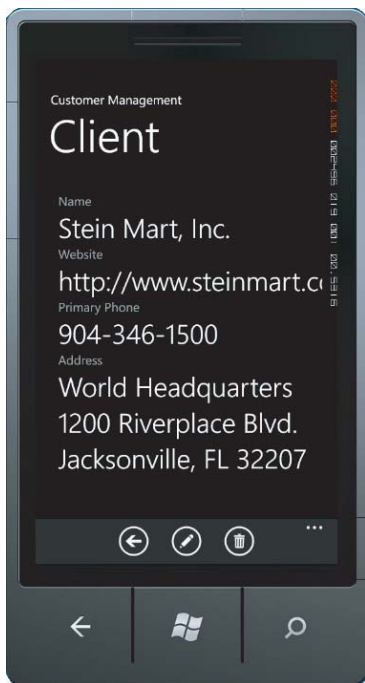 Customer Management
Client
Name
Stein Mart, Inc.
Website
http://www.steinmart.c
Primary Phone
904-346-1500
Address
World Headquarters
1200 Riverplace Blvd.
Jacksonville, FL 32207